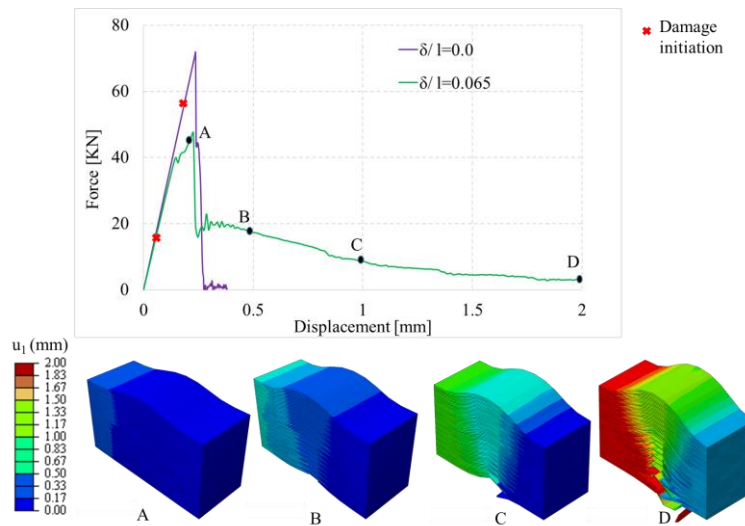 80
60
40
20
0
Force [KN]
0
0.5
1
1.5
2
Displacement [mm]
δ/ l=0.0
δ/ l=0.065
A
B
C
D
Damage
initiation
u1 (mm)
2.00
1.83
1.67
1.50
1.33
1.17
1.00
0.83
0.67
0.50
0.33
0.17
0.00
A
B
C
D